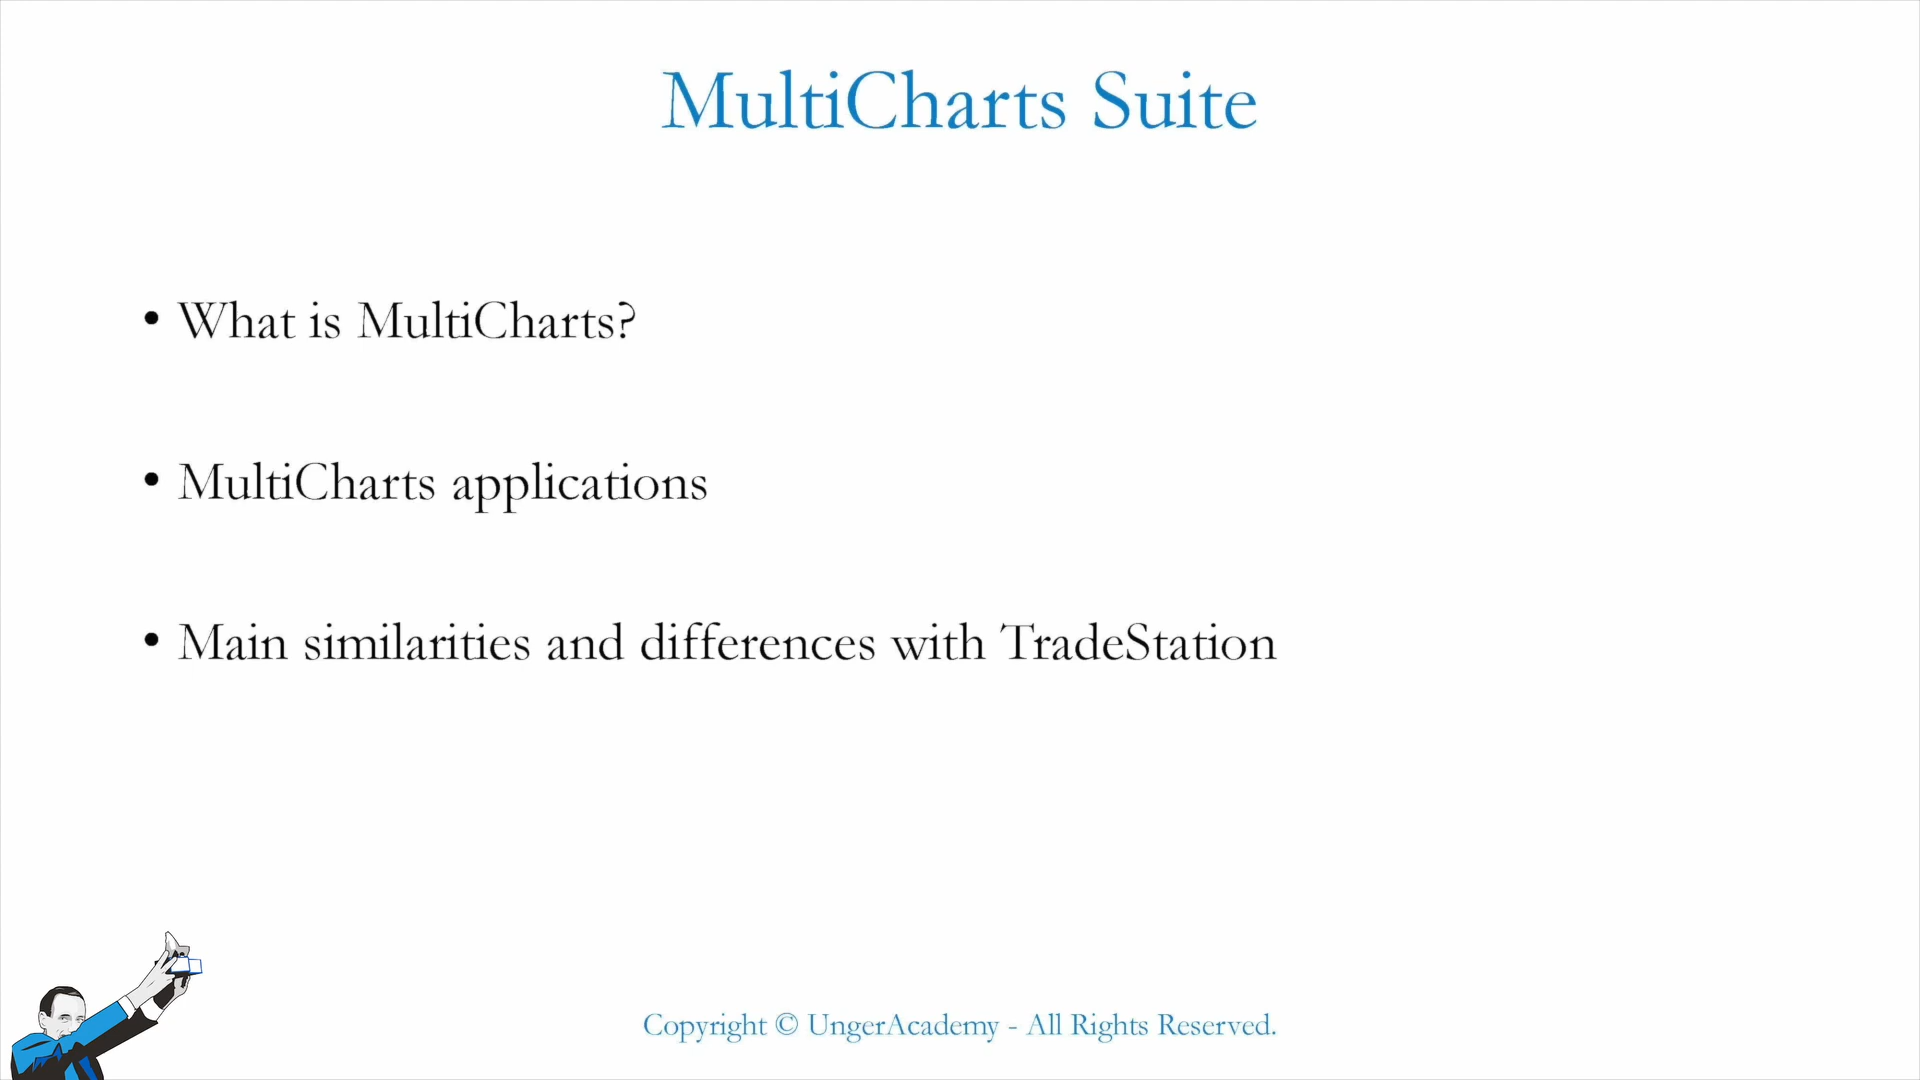 MultiCharts Suite
• What is MultiCharts?
• MultiCharts applications
• Main similarities and differences with TradeStation
Copyright © UngerAcademy - All Rights Reserved.